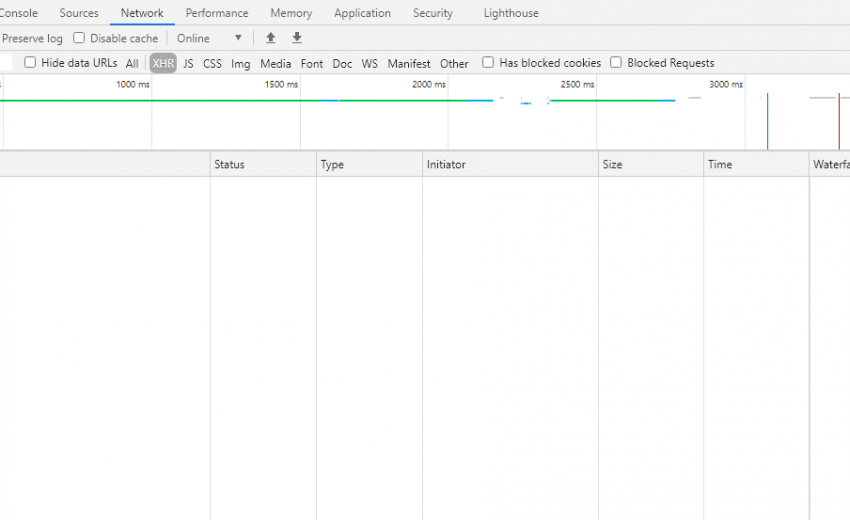 Console Sources Network Performance Memory Application Security Lighthouse
Preserve log Disable cache Online
Hide data URLs All XHR JS CSS Img Media Font Doc WS Manifest Other Has blocked cookies Blocked Requests
1000 ms 1500 ms 2000 ms 2500 ms 3000 ms
Status Type Initiator Size Time Waterfa